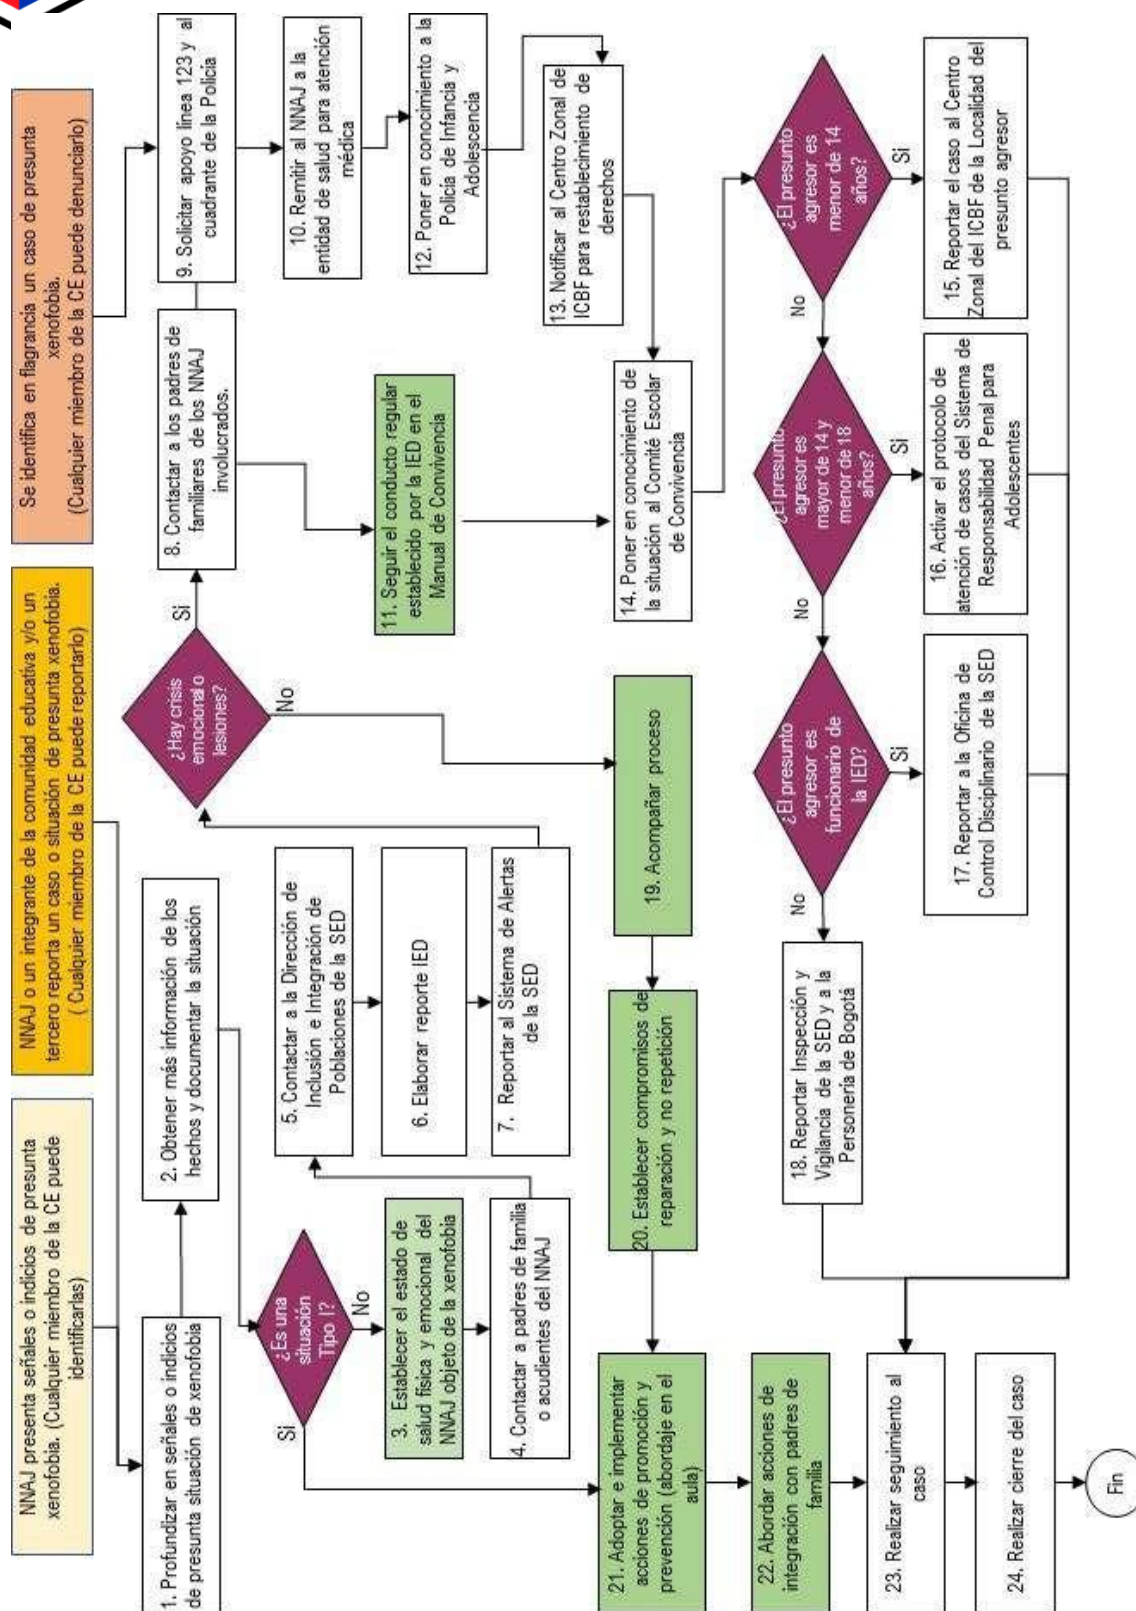 NNAJ presenta señales o indicios de presunta
xenofobia. (Cualquier miembro de la CE puede
identificarlas)
NNAJ o un integrante de la comunidad educativa y/o un
tercero reporta un caso o situación de presunta xenofobia.
( Cualquier miembro de la CE puede reportarlo)
Se identifica en flagrancia un caso de presunta
xenofobia.
(Cualquier miembro de la CE puede denunciarlo)
1. Profundizar en señales o indicios
de presunta situación de xenofobia
2. Obtener más información de los
hechos y documentar la situación
¿Es una
situación
Tipo I?
Si
No
3. Establecer el estado de
salud física y emocional del
NNAJ objeto de la xenofobia
4. Contactar a padres de familia
o acudientes del NNAJ
5. Contactar a la Dirección de
Inclusión e Integración de
Poblaciones de la SED
6. Elaborar reporte IED
7. Reportar al Sistema de Alertas
de la SED
¿Hay crisis
emocional o
lesiones?
Si
No
8. Contactar a los padres de
familiares de los NNAJ
involucrados.
9. Solicitar apoyo línea 123 y al
cuadrante de la Policía
10. Remitir al NNAJ a la
entidad de salud para atención
médica
11. Seguir el conducto regular
establecido por la IED en el
Manual de Convivencia
12. Poner en conocimiento a la
Policía de Infancia y
Adolescencia
13. Notificar al Centro Zonal de
ICBF para restablecimiento de
derechos
14. Poner en conocimiento de
la situación al Comité Escolar
de Convivencia
¿El presunto
agresor es
menor de 14
años?
Si
No
15. Reportar el caso al Centro
Zonal del ICBF de la Localidad del
presunto agresor
¿El presunto
agresor es
mayor de 14 y
menor de 18
años?
Si
No
16. Activar el protocolo de
atención de casos del Sistema de
Responsabilidad Penal para
Adolescentes
¿El presunto
agresor es
funcionario de
la IED?
Si
No
17. Reportar a la Oficina de
Control Disciplinario de la SED
18. Reportar Inspección y
Vigilancia de la SED y a la
Personería de Bogotá
19. Acompañar proceso
20. Establecer compromisos de
reparación y no repetición
21. Adoptar e implementar
acciones de promoción y
prevención (abordaje en el
aula)
22. Abordar acciones de
integración con padres de
familia
23. Realizar seguimiento al
caso
24. Realizar cierre del caso
Fin